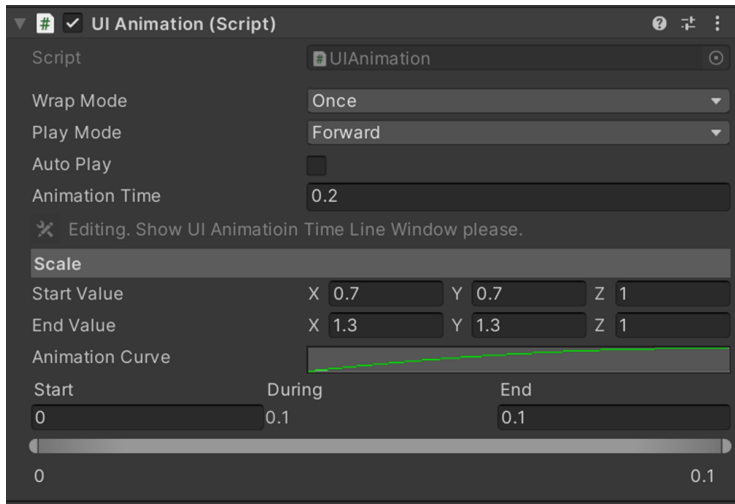 # UI Animation (Script)
Script # UIAnimation
Wrap Mode Once
Play Mode Forward
Auto Play
Animation Time 0.2
Editing. Show UI Animatioin Time Line Window please.
Scale
Start Value X 0.7 Y 0.7 Z 1
End Value X 1.3 Y 1.3 Z 1
Animation Curve
Start During End
0 0.1 0.1
0 0.1